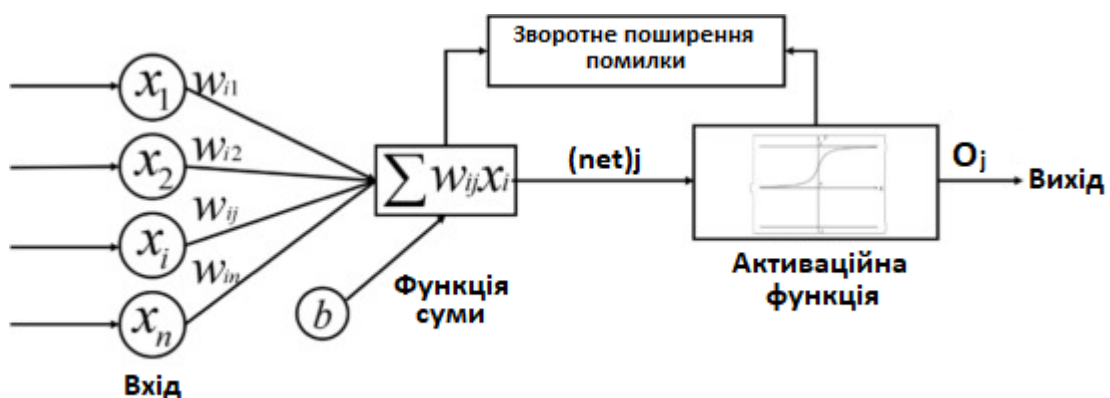 Зворотне поширення
помилки
x1 wi1
x2 wi2
xi wij
xn win
∑ wijxi
(net)j
Oj
Вихід
b
Функція
суми
Активаційна
функція
Вхід